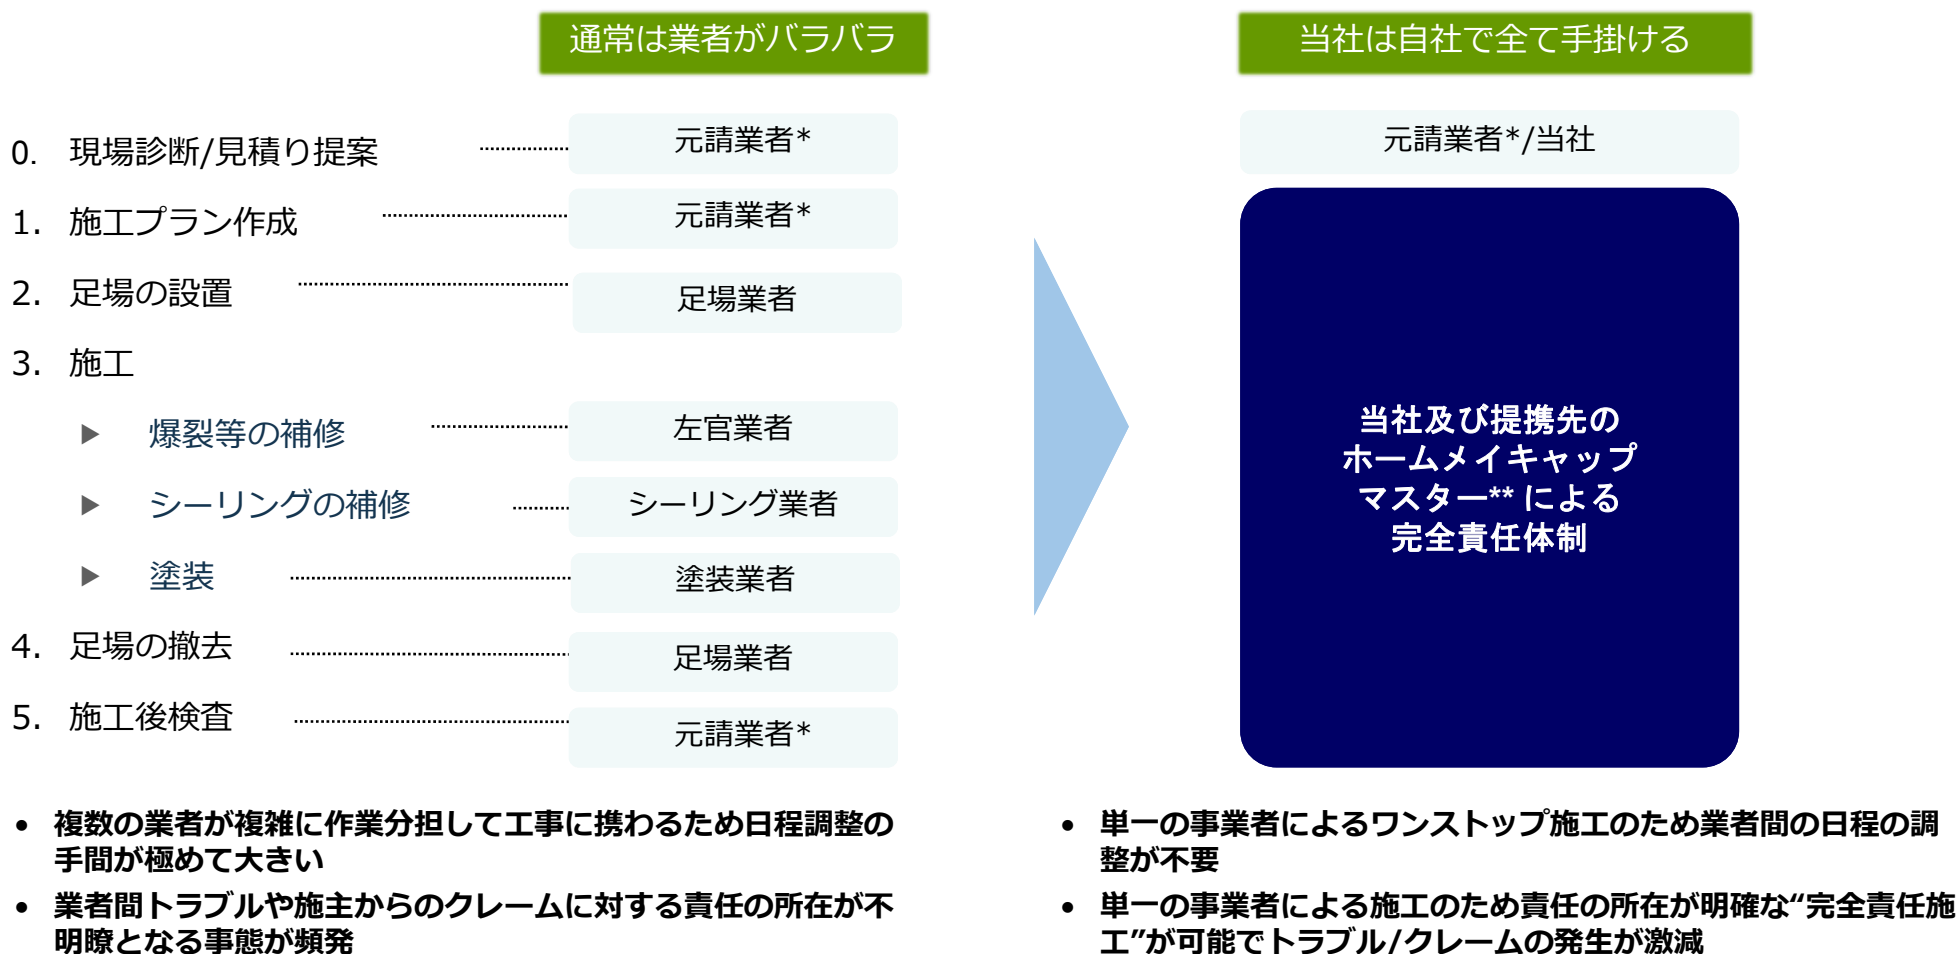 通常は業者がバラバラ
当社は自社で全て手掛ける
0. 現場診断/見積り提案
元請業者*
元請業者*/当社
1. 施工プラン作成
元請業者*
2. 足場の設置
足場業者
3. 施工
▶ 爆裂等の補修
左官業者
▶ シーリングの補修
シーリング業者
▶ 塗装
塗装業者
4. 足場の撤去
足場業者
5. 施工後検査
元請業者*
当社及び提携先の
ホームメイキャップ
マスター** による
完全責任体制
• 複数の業者が複雑に作業分担して工事に携わるため日程調整の
手間が極めて大きい
• 業者間トラブルや施主からのクレームに対する責任の所在が不
明瞭となる事態が頻発
• 単一の事業者によるワンストップ施工のため業者間の日程の調
整が不要
• 単一の事業者による施工のため責任の所在が明確な“完全責任施
工”が可能でトラブル/クレームの発生が激減